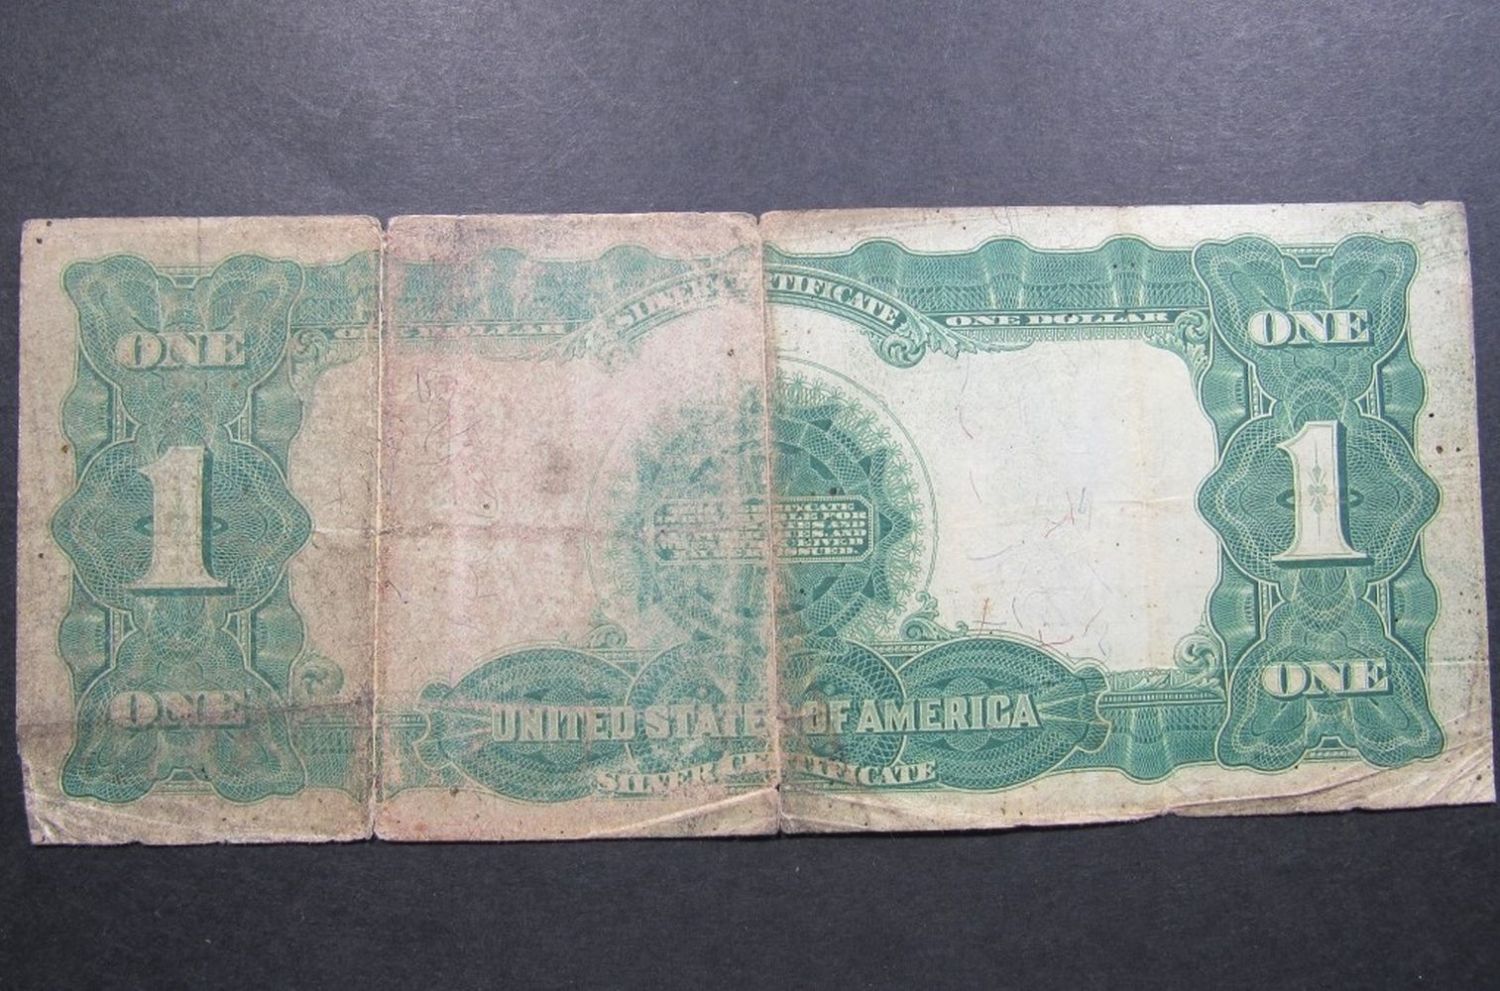 SILVER CERTIFICATE
ONE DOLLAR ONE DOLLAR
ONE ONE
1 1
ONE ONE
UNITED STATES OF AMERICA
SILVER CERTIFICATE